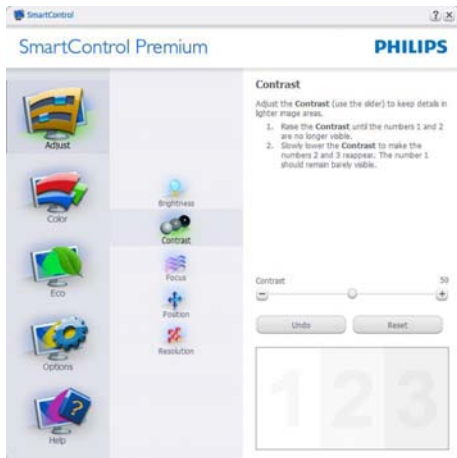 SmartControl
SmartControl Premium
PHILIPS
Adjust
Color
Eco
Options
Help
Brightness
Contrast
Focus
Position
Resolution
Contrast
Adjust the Contrast (use the slider) to keep details in
lighter image areas.
1. Raise the Contrast until the numbers 1 and 2
are no longer visible.
2. Slowly lower the Contrast to make the
numbers 2 and 3 reappear. The number 1
should remain barely visible.
Contrast 50
Undo Reset
1 2 3